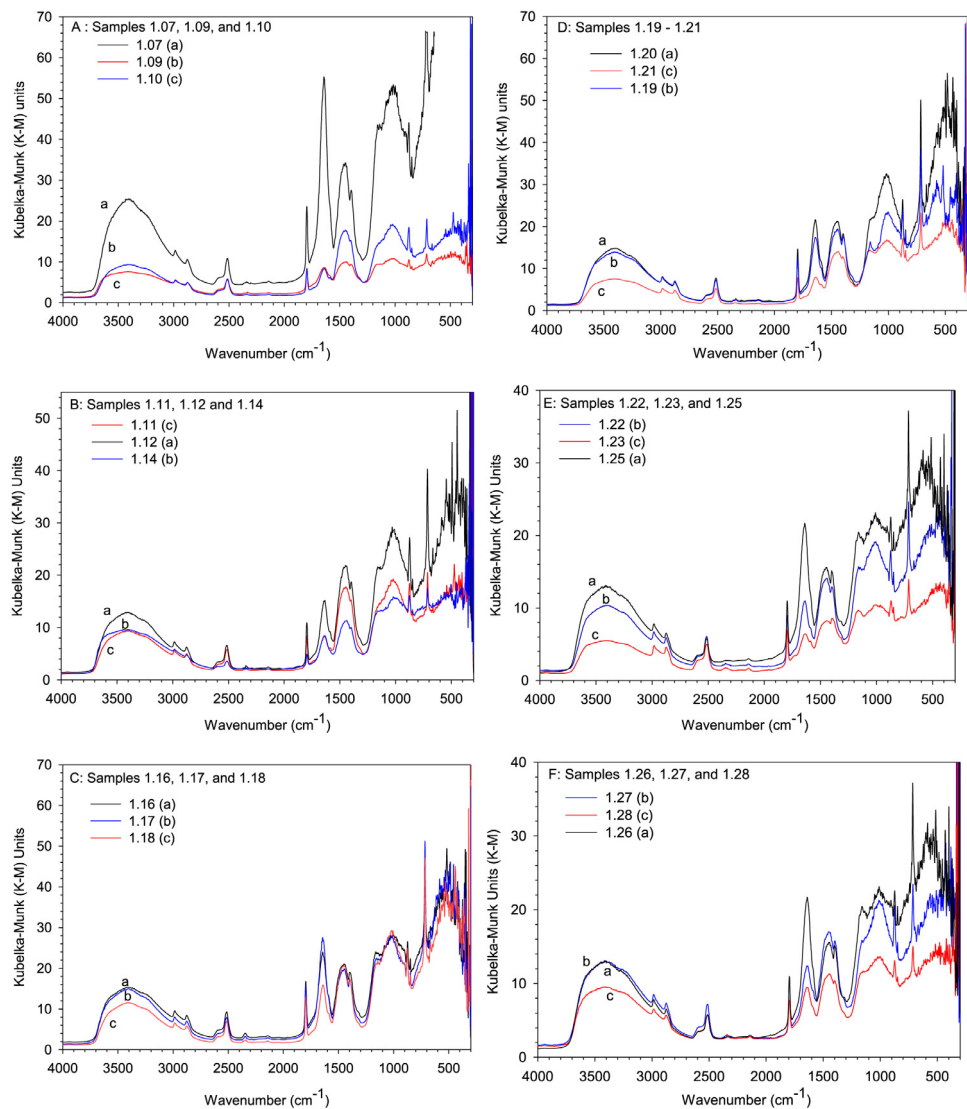 A : Samples 1.07, 1.09, and 1.10
1.07 (a)
1.09 (b)
1.10 (c)
a
b
c
70
60
50
40
30
20
10
0
Kubelka-Munk (K-M) units
4000 3500 3000 2500 2000 1500 1000 500
Wavenumber (cm-1)
D: Samples 1.19 - 1.21
1.20 (a)
1.21 (c)
1.19 (b)
a
b
c
70
60
50
40
30
20
10
0
Kubelka-Munk (K-M) units
4000 3500 3000 2500 2000 1500 1000 500
Wavenumber (cm-1)
B: Samples 1.11, 1.12 and 1.14
1.11 (c)
1.12 (a)
1.14 (b)
a
b
c
50
40
30
20
10
0
Kubelka-Munk (K-M) Units
4000 3500 3000 2500 2000 1500 1000 500
Wavenumber (cm-1)
E: Samples 1.22, 1.23, and 1.25
1.22 (b)
1.23 (c)
1.25 (a)
a
b
c
40
30
20
10
0
Kubelka-Munk (K-M) Units
4000 3500 3000 2500 2000 1500 1000 500
Wavenumber (cm-1)
C: Samples 1.16, 1.17, and 1.18
1.16 (a)
1.17 (b)
1.18 (c)
a
b
c
70
60
50
40
30
20
10
0
Kubelka-Munk (K-M) Units
4000 3500 3000 2500 2000 1500 1000 500
Wavenumber (cm-1)
F: Samples 1.26, 1.27, and 1.28
1.27 (b)
1.28 (c)
1.26 (a)
b
a
c
40
30
20
10
0
Kubelka-Munk Units (K-M)
4000 3500 3000 2500 2000 1500 1000 500
Wavenumber (cm-1)